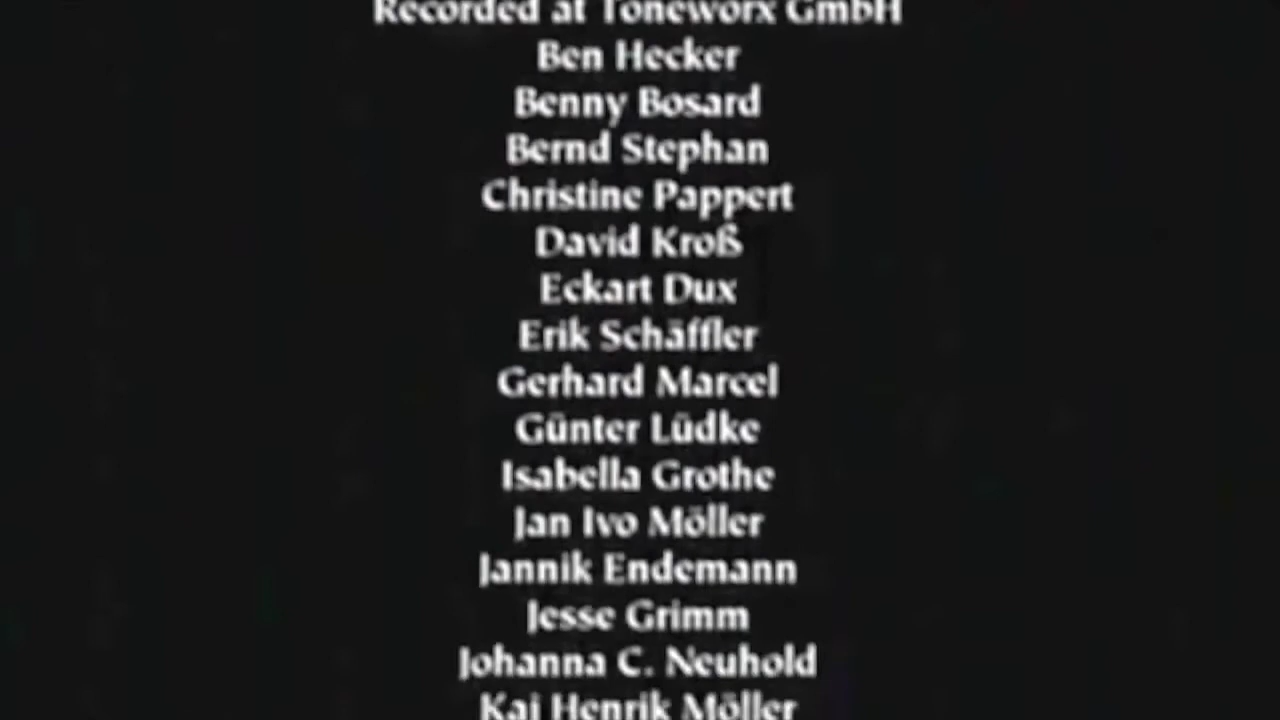 Recorded at Toneworx GmbH
Ben Hecker
Benny Bosard
Bernd Stephan
Christine Pappert
David Kroß
Eckart Dux
Erik Schäffler
Gerhard Marcel
Günter Lüdke
Isabella Grothe
Jan Ivo Möller
Jannik Endemann
Jesse Grimm
Johanna C. Neuhold
Kai Henrik Möller